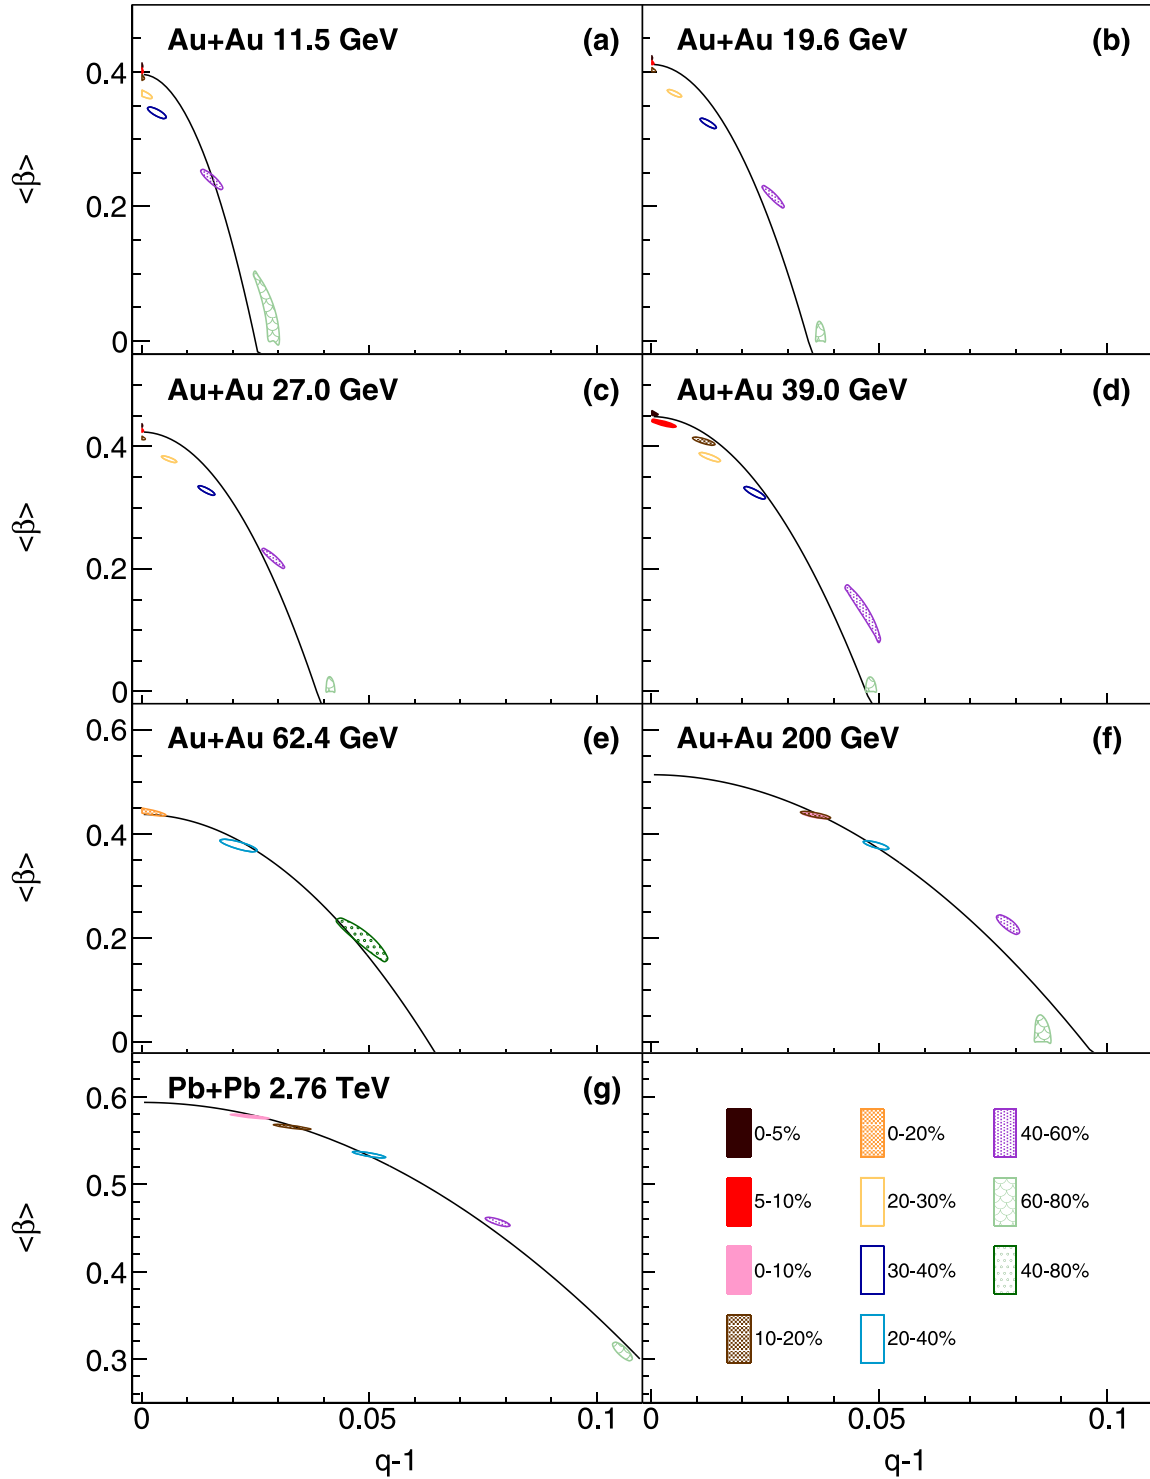 Au+Au 11.5 GeV (a)
Au+Au 19.6 GeV (b)
0.4
0.2
0
<β>
Au+Au 27.0 GeV (c)
Au+Au 39.0 GeV (d)
0.4
0.2
0
<β>
Au+Au 62.4 GeV (e)
Au+Au 200 GeV (f)
0.6
0.4
0.2
0
<β>
Pb+Pb 2.76 TeV (g)
0.6
0.5
0.4
0.3
<β>
0-5%
0-20%
40-60%
5-10%
20-30%
60-80%
0-10%
30-40%
40-80%
10-20%
20-40%
0 0.05 0.1
0 0.05 0.1
q-1
q-1